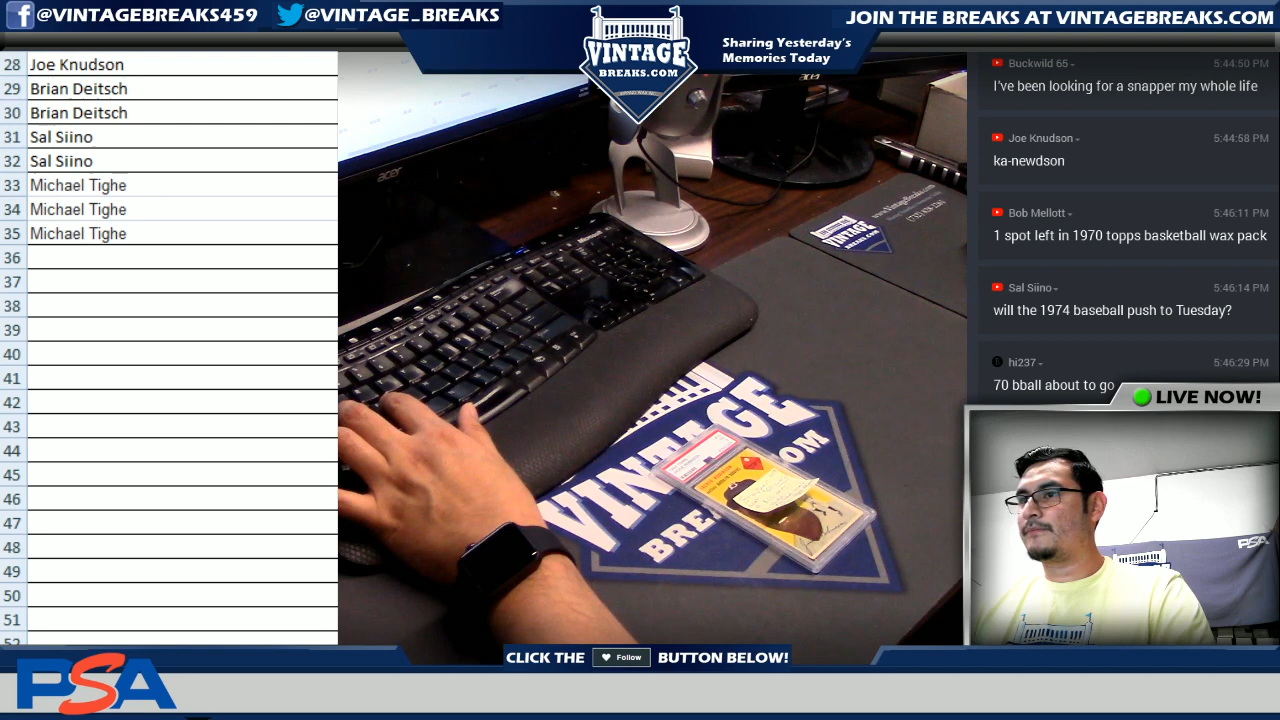 @VINTAGEBREAKS459
@VINTAGE_BREAKS
VINTAGE
BREAKS.COM
Sharing Yesterday's
Memories Today
JOIN THE BREAKS AT VINTAGEBREAKS.COM
28 Joe Knudson
29 Brian Deitsch
30 Brian Deitsch
31 Sal Siino
32 Sal Siino
33 Michael Tighe
34 Michael Tighe
35 Michael Tighe
36
37
38
39
40
41
42
43
44
45
46
47
48
49
50
51
52
acer
acer
VINTAGE
VINTAGE
BRE OM
Buckwild 65 5:44:50 PM
I've been looking for a snapper my whole life
Joe Knudson 5:44:58 PM
ka-newdson
Bob Mellott 5:46:11 PM
1 spot left in 1970 topps basketball wax pack
Sal Siino 5:46:14 PM
will the 1974 baseball push to Tuesday?
hi237 5:46:29 PM
70 bball about to go
LIVE NOW!
PSA
CLICK THE Follow BUTTON BELOW!
PSA